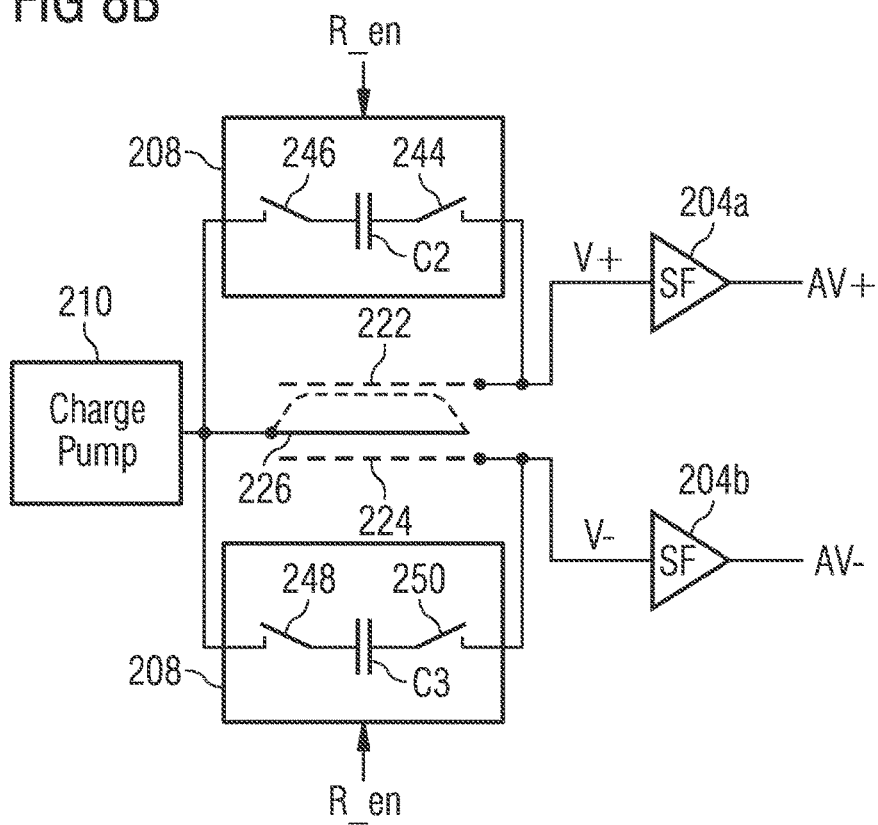 FIG 8B
R_en
208
246
244
C2
204a
V+
SF
AV+
210
Charge
Pump
222
226
224
204b
V-
SF
AV-
248
250
208
C3
R_en